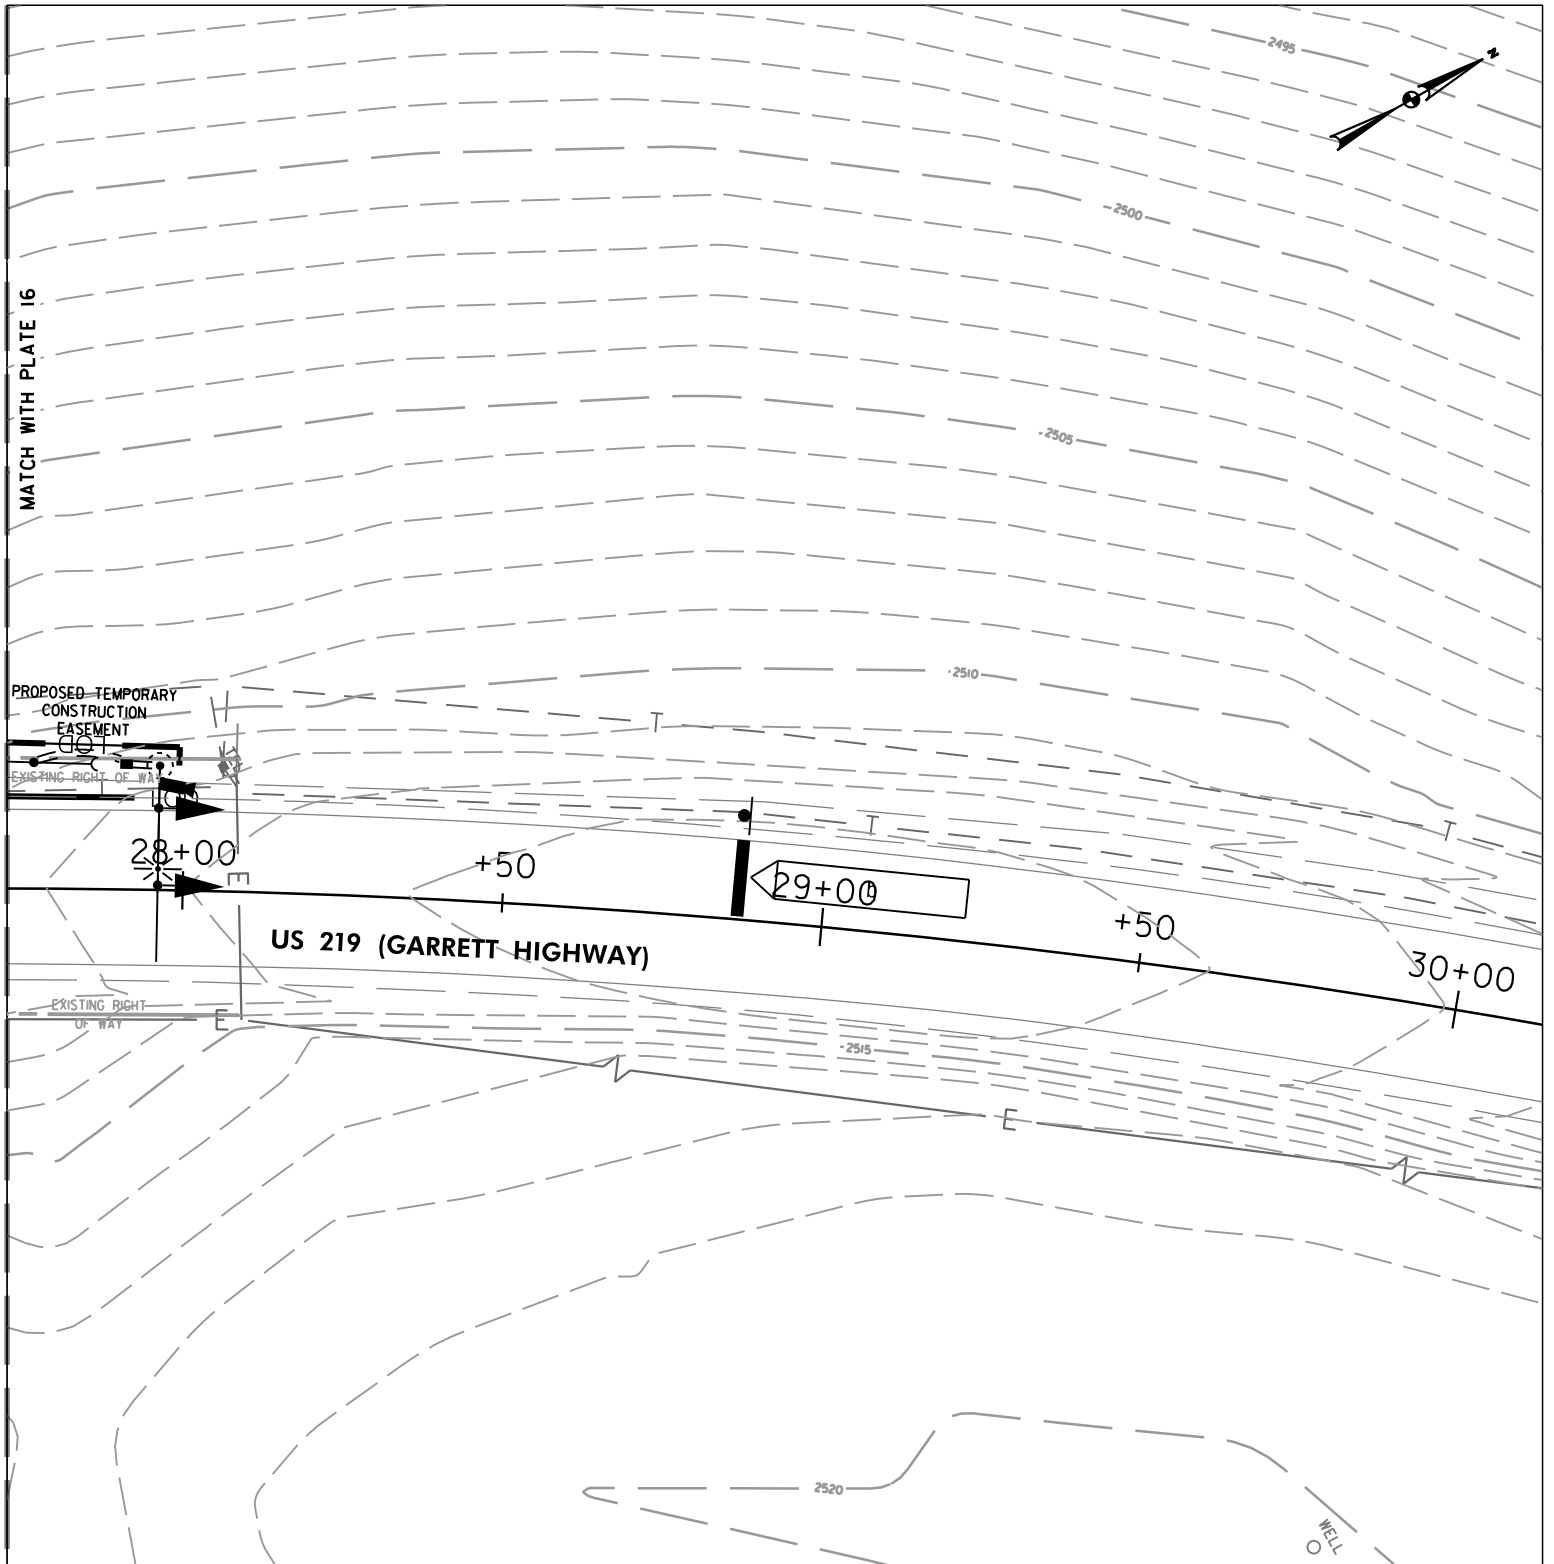 2495
N
2500
MATCH WITH PLATE 16
2505
2510
PROPOSED TEMPORARY
CONSTRUCTION
EASEMENT
T
LOD
EXISTING RIGHT OF WAY
T
T
28+00
+50
29+00
+50
30+00
E
US 219 (GARRETT HIGHWAY)
EXISTING RIGHT
OF WAY
E
2515
E
2520
WELL